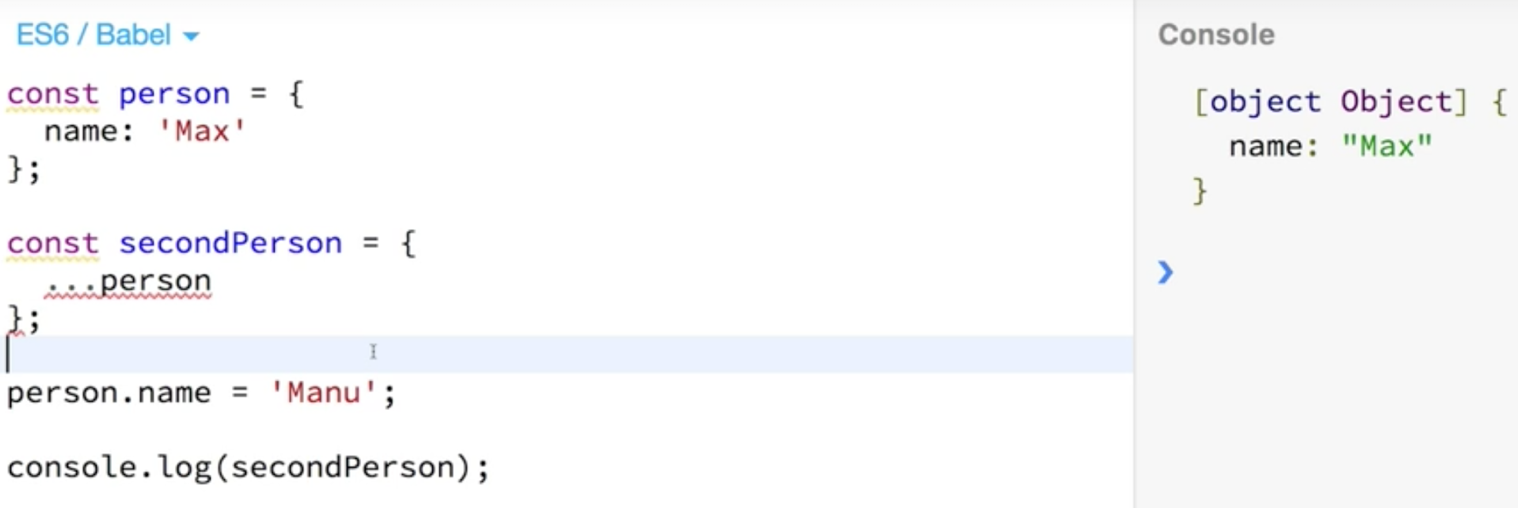 ES6 / Babel
const person = {
  name: 'Max'
};
const secondPerson = {
  ...person
};
person.name = 'Manu';
console.log(secondPerson);
Console
[object Object] {
  name: "Max"
}